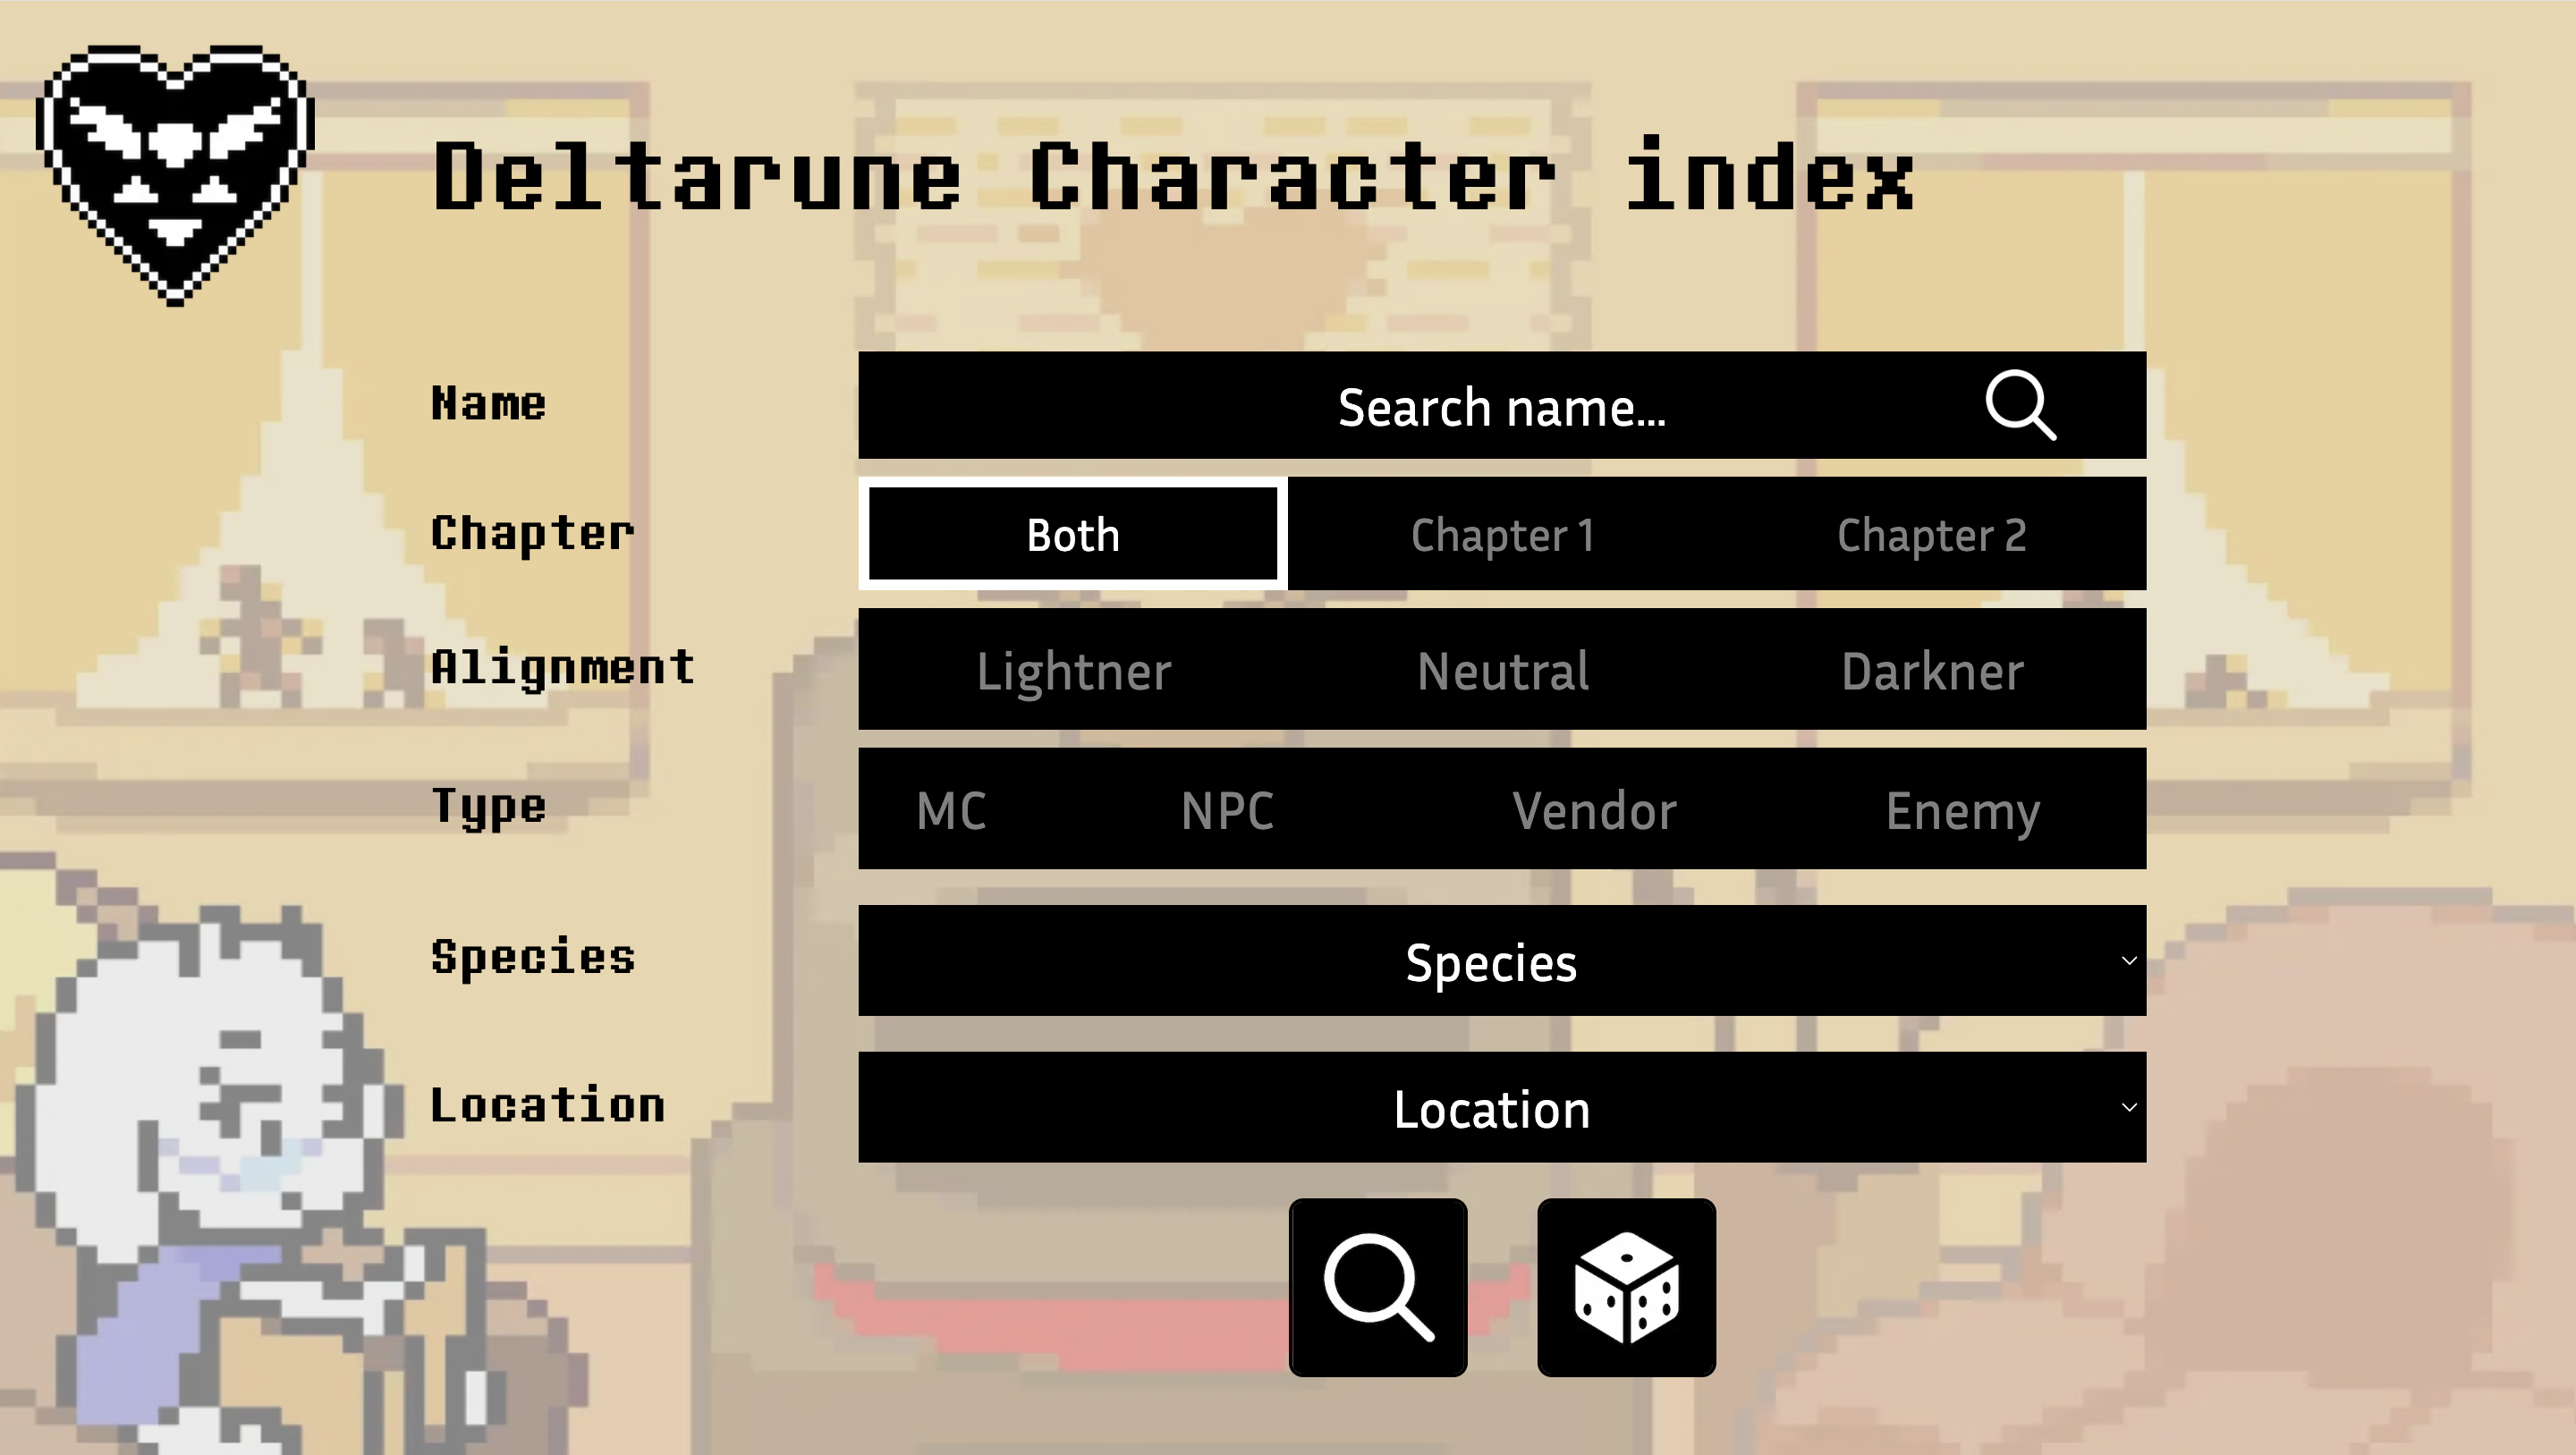 Deltarune Character index
Name
Search name...
Chapter
Both Chapter 1 Chapter 2
Alignment
Lightner Neutral Darkner
Type
MC NPC Vendor Enemy
Species
Species
Location
Location